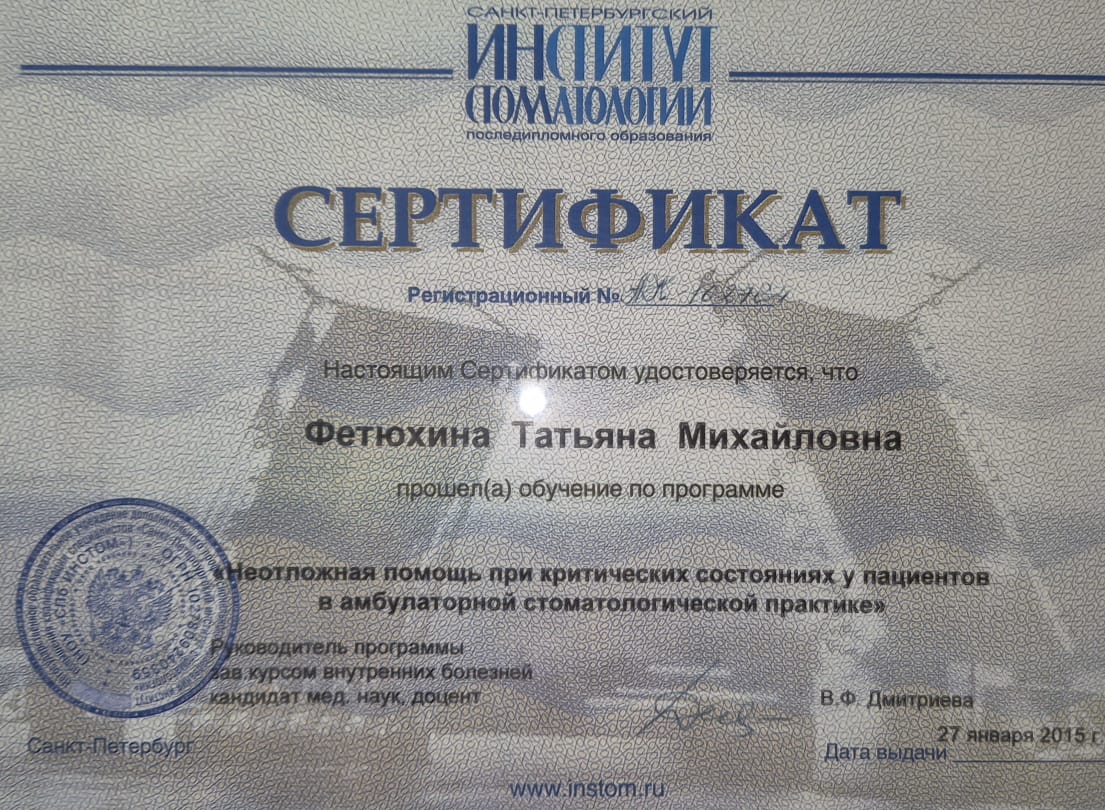 САНКТ-ПЕТЕРБУРГСКИЙ
ИНСТИТУТ
СТОМАТОЛОГИИ
последипломного образования
СЕРТИФИКАТ
Регистрационный №
Настоящим Сертификатом удостоверяется, что
Фетюхина Татьяна Михайловна
прошел(а) обучение по программе
«Неотложная помощь при критических состояниях у пациентов
в амбулаторной стоматологической практике»
Руководитель программы
зав.курсом внутренних болезней
кандидат мед. наук, доцент
В.Ф. Дмитриева
Санкт-Петербург
27 января 2015 г.
Дата выдачи
www.instom.ru